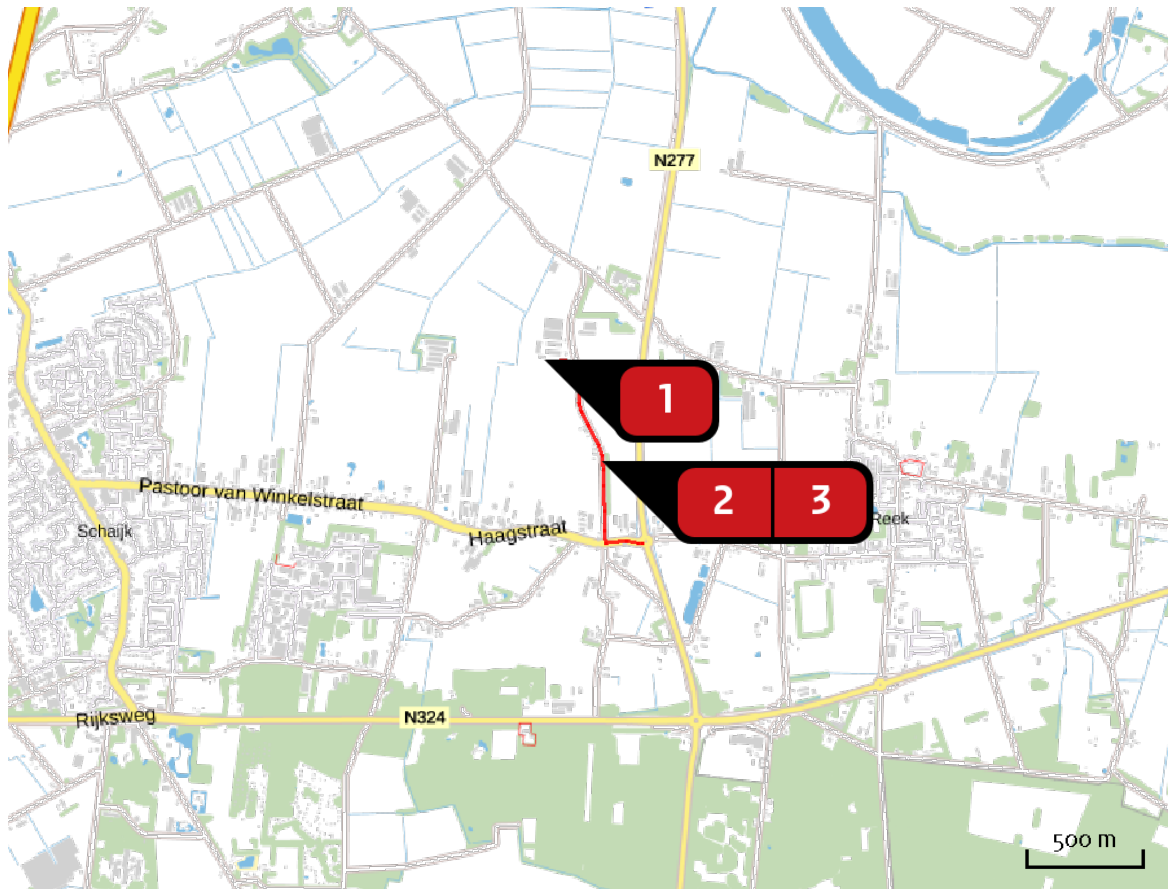 N277
1
2 3
Pastoor van Winkelstraat
Haagstraat
Schaijk
Reek
Rijksweg
N324
500 m